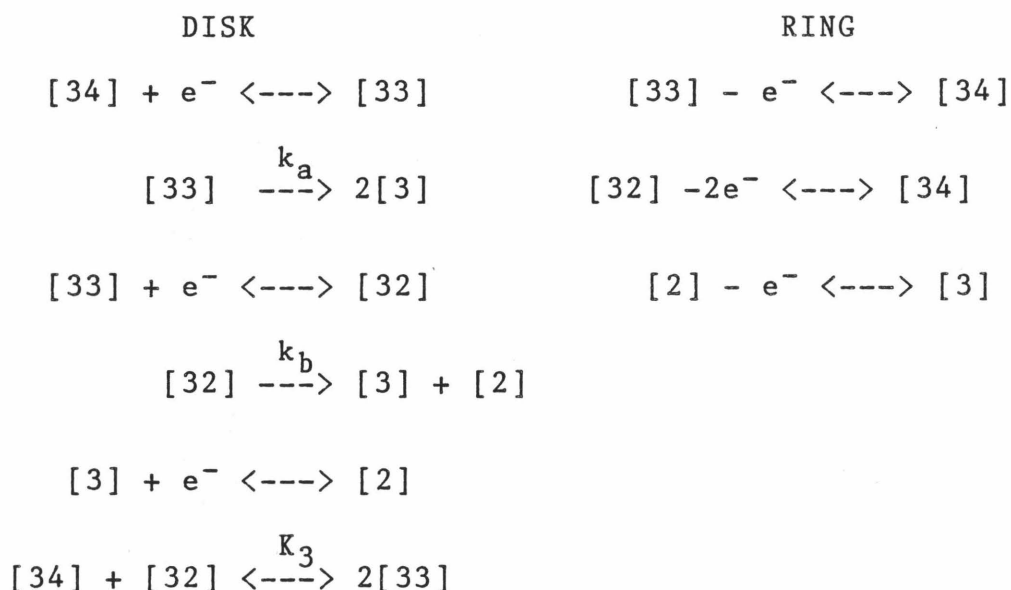 DISK RING
[34] + e⁻ <---> [33] [33] - e⁻ <---> [34]
k_a
[33] ---> 2[3] [32] -2e⁻ <---> [34]
[33] + e⁻ <---> [32] [2] - e⁻ <---> [3]
k_b
[32] ---> [3] + [2]
[3] + e⁻ <---> [2]
K_3
[34] + [32] <---> 2[33]